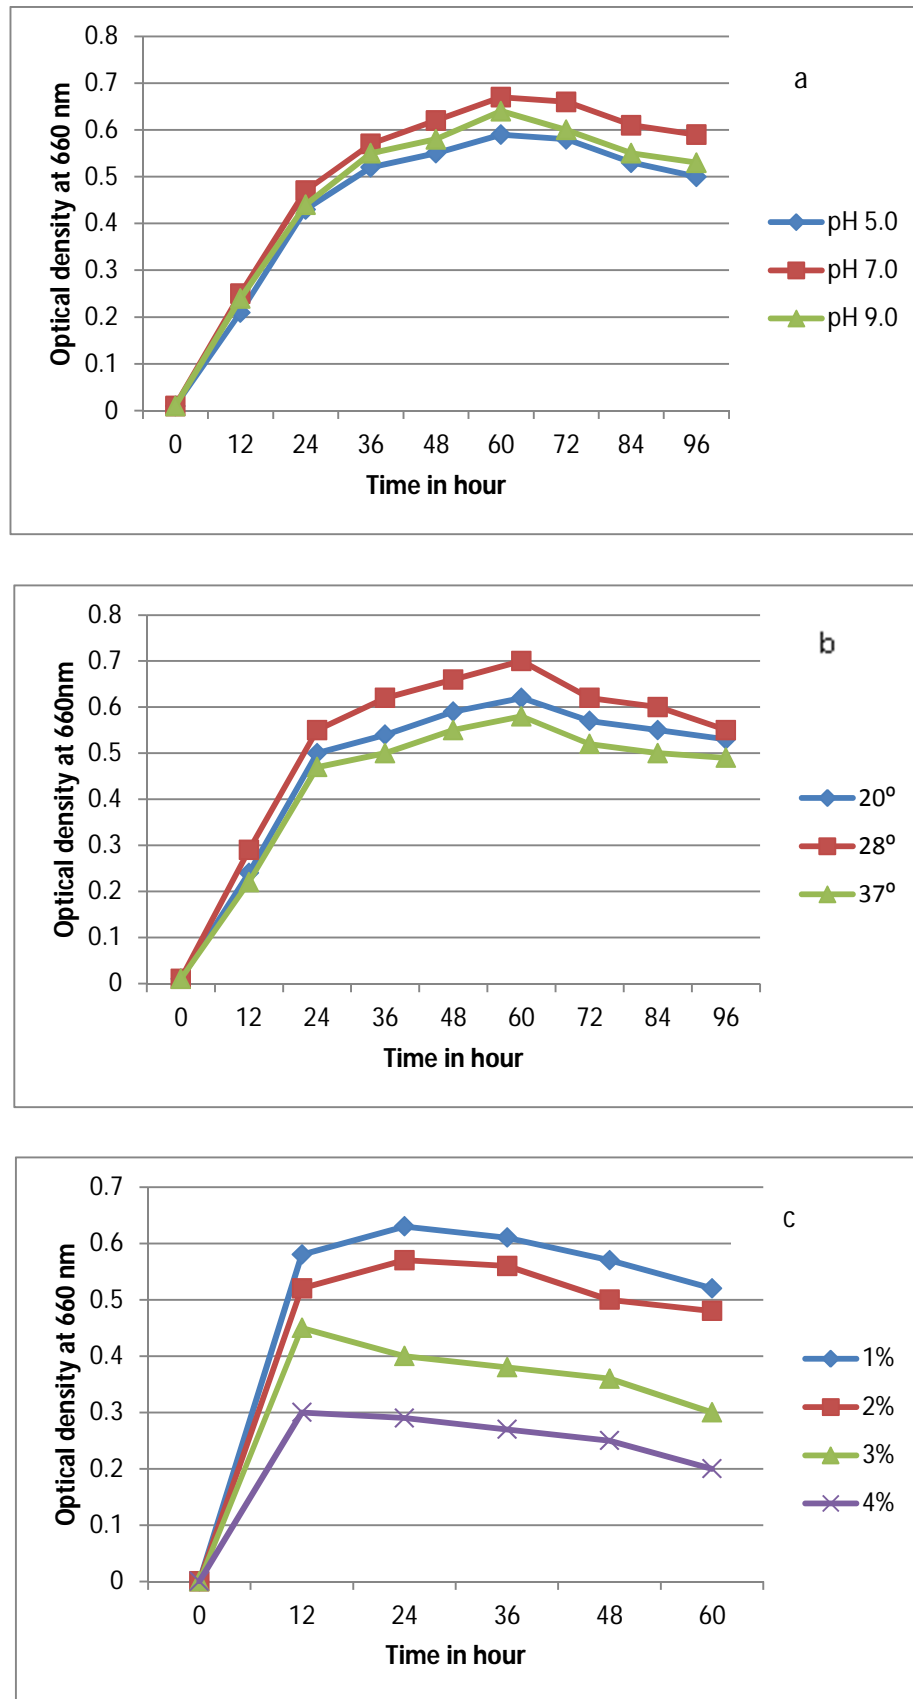 a
Optical density at 660 nm
0.8
0.7
0.6
0.5
0.4
0.3
0.2
0.1
0
0 12 24 36 48 60 72 84 96
Time in hour
pH 5.0
pH 7.0
pH 9.0
b
Optical density at 660nm
0.8
0.7
0.6
0.5
0.4
0.3
0.2
0.1
0
0 12 24 36 48 60 72 84 96
Time in hour
20º
28º
37º
c
Optical density at 660 nm
0.7
0.6
0.5
0.4
0.3
0.2
0.1
0
0 12 24 36 48 60
Time in hour
1%
2%
3%
4%